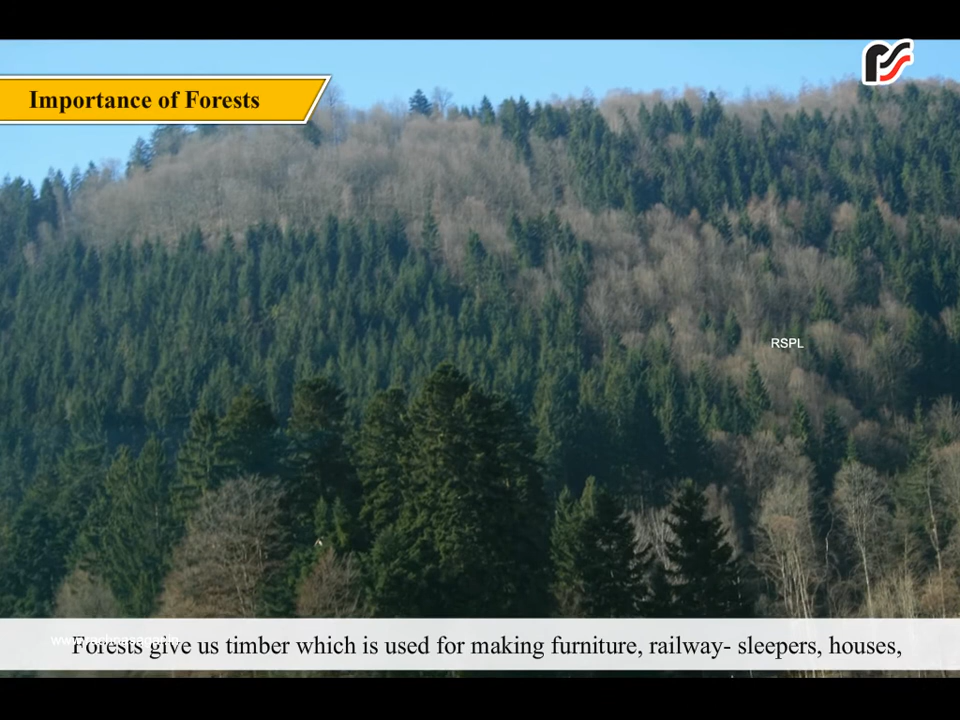 Importance of Forests
RSPL
Forests give us timber which is used for making furniture, railway- sleepers, houses,